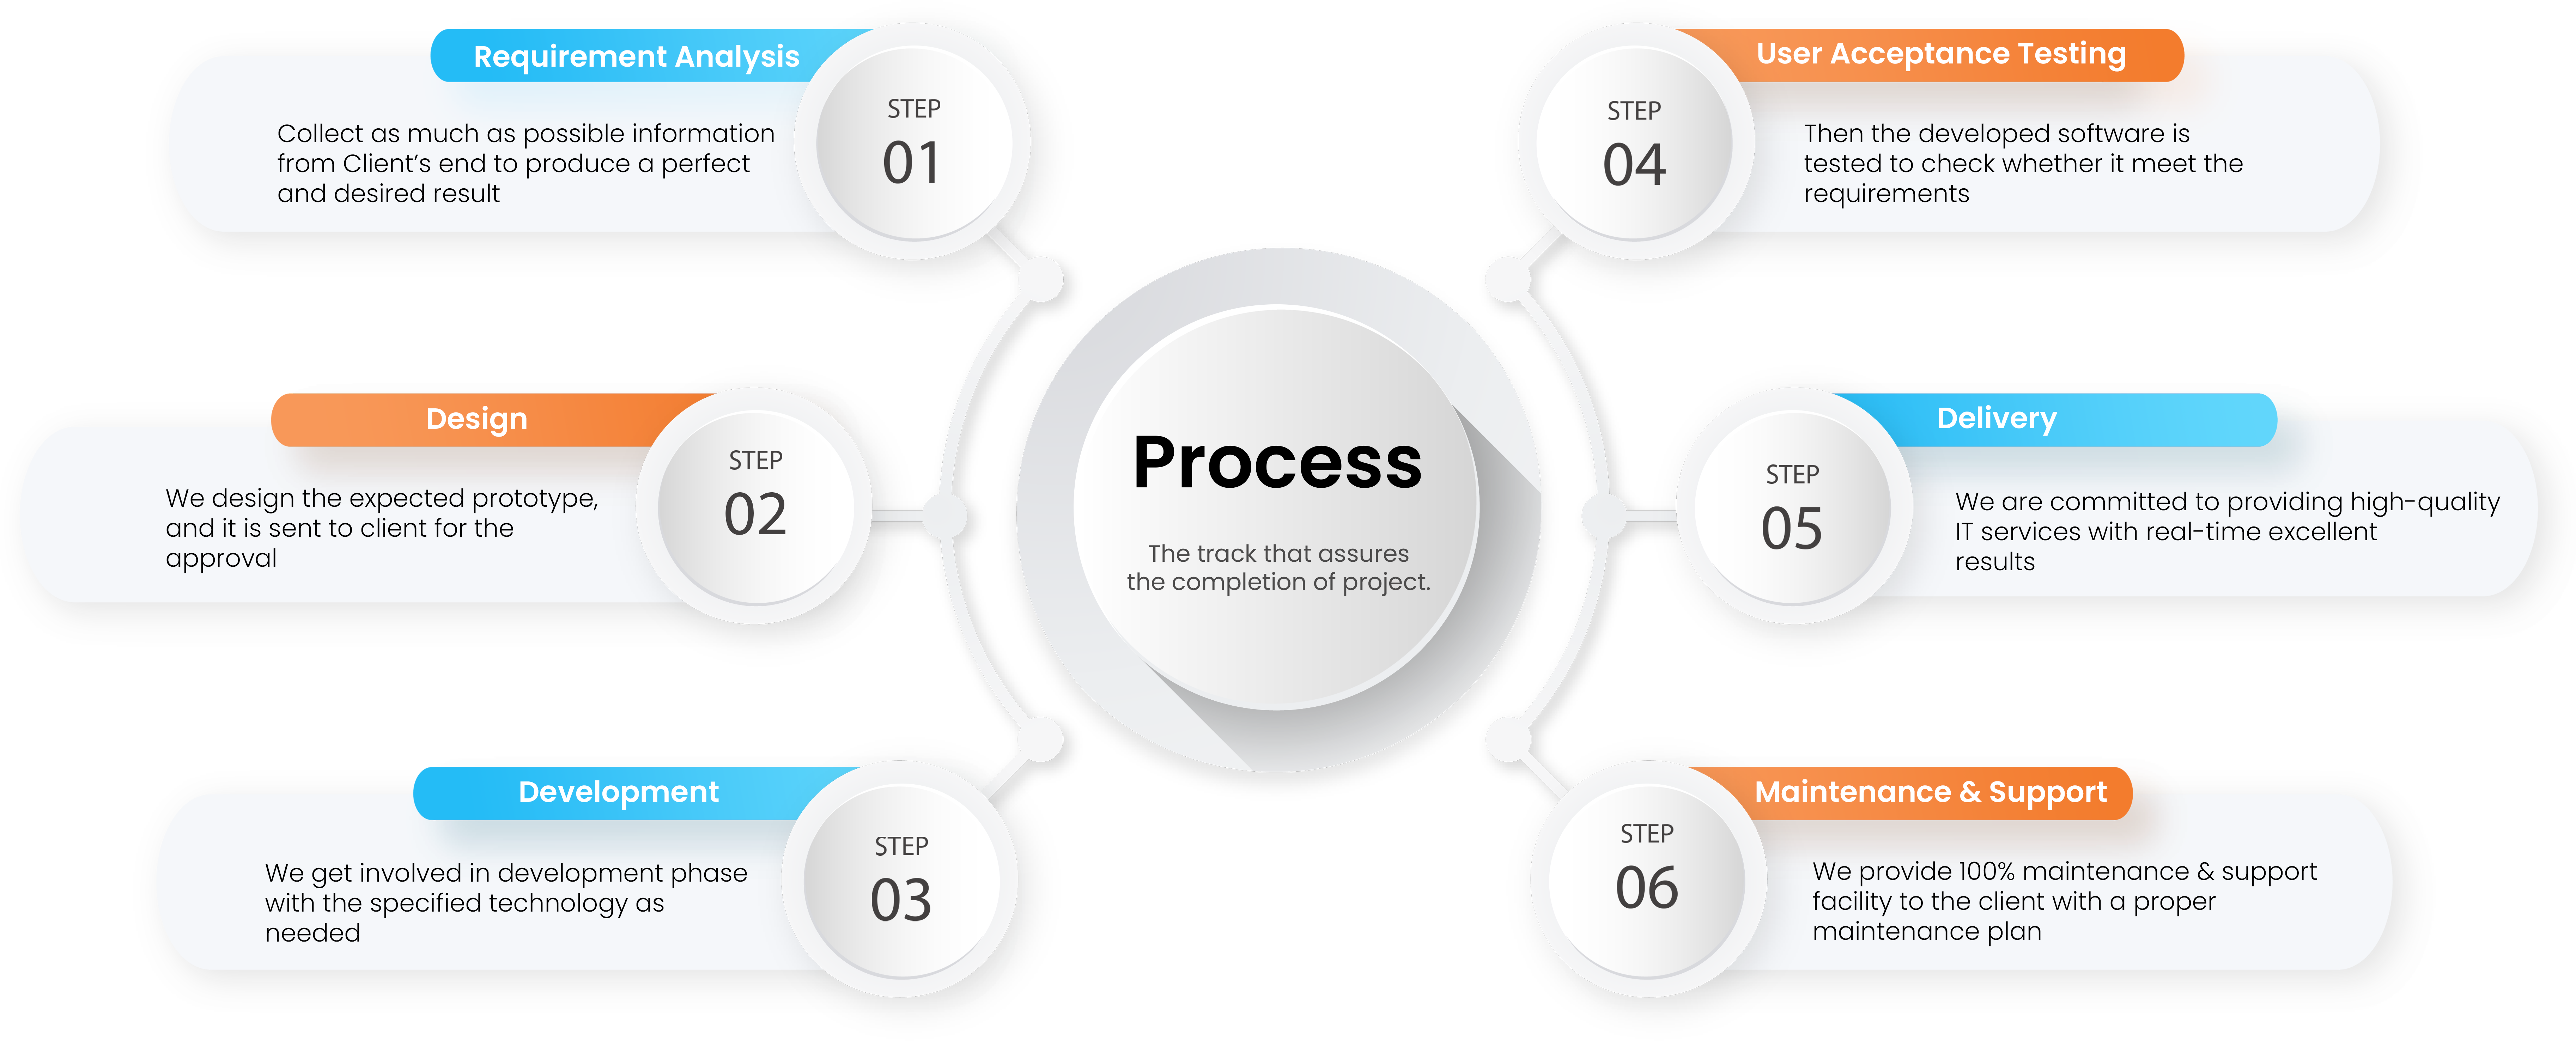 Requirement Analysis
STEP
01
Collect as much as possible information
from Client's end to produce a perfect
and desired result
Design
STEP
02
We design the expected prototype,
and it is sent to client for the
approval
Development
STEP
03
We get involved in development phase
with the specified technology as
needed
Process
The track that assures
the completion of project.
User Acceptance Testing
STEP
04
Then the developed software is
tested to check whether it meet the
requirements
Delivery
STEP
05
We are committed to providing high-quality
IT services with real-time excellent
results
Maintenance & Support
STEP
06
We provide 100% maintenance & support
facility to the client with a proper
maintenance plan